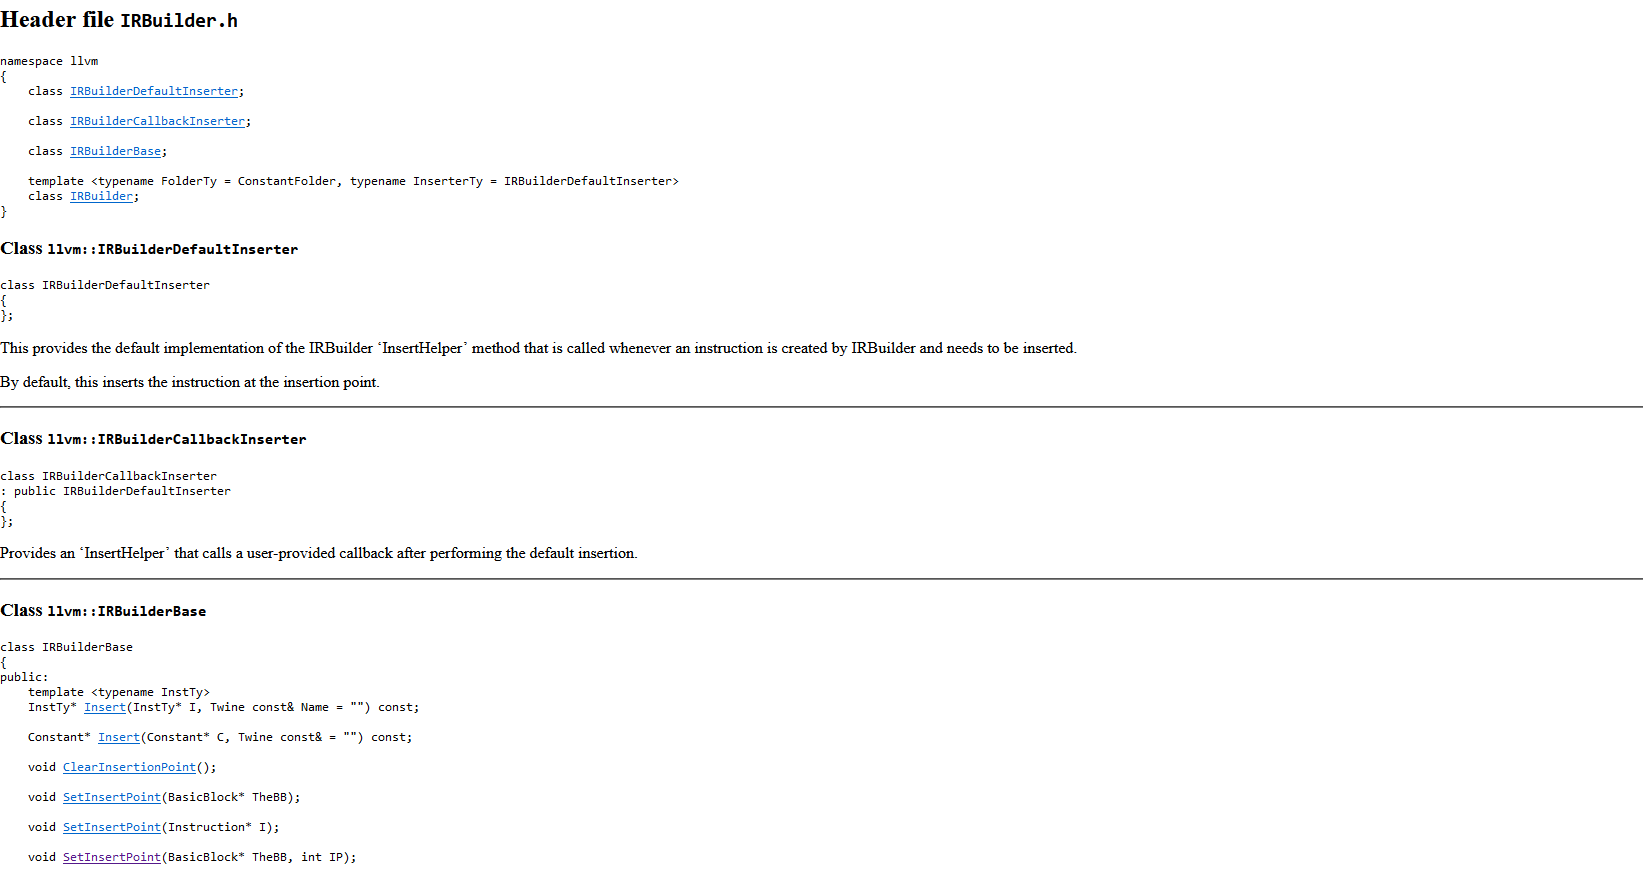 Header file IRBuilder.h
namespace llvm
{
    class IRBuilderDefaultInserter;
    class IRBuilderCallbackInserter;
    class IRBuilderBase;
    template <typename FolderTy = ConstantFolder, typename InserterTy = IRBuilderDefaultInserter>
    class IRBuilder;
}
Class llvm::IRBuilderDefaultInserter
class IRBuilderDefaultInserter
{
};
This provides the default implementation of the IRBuilder ‘InsertHelper’ method that is called whenever an instruction is created by IRBuilder and needs to be inserted.
By default, this inserts the instruction at the insertion point.
Class llvm::IRBuilderCallbackInserter
class IRBuilderCallbackInserter
: public IRBuilderDefaultInserter
{
};
Provides an ‘InsertHelper’ that calls a user-provided callback after performing the default insertion.
Class llvm::IRBuilderBase
class IRBuilderBase
{
public:
    template <typename InstTy>
    InstTy* Insert(InstTy* I, Twine const& Name = "") const;
    Constant* Insert(Constant* C, Twine const& = "") const;
    void ClearInsertionPoint();
    void SetInsertPoint(BasicBlock* TheBB);
    void SetInsertPoint(Instruction* I);
    void SetInsertPoint(BasicBlock* TheBB, int IP);